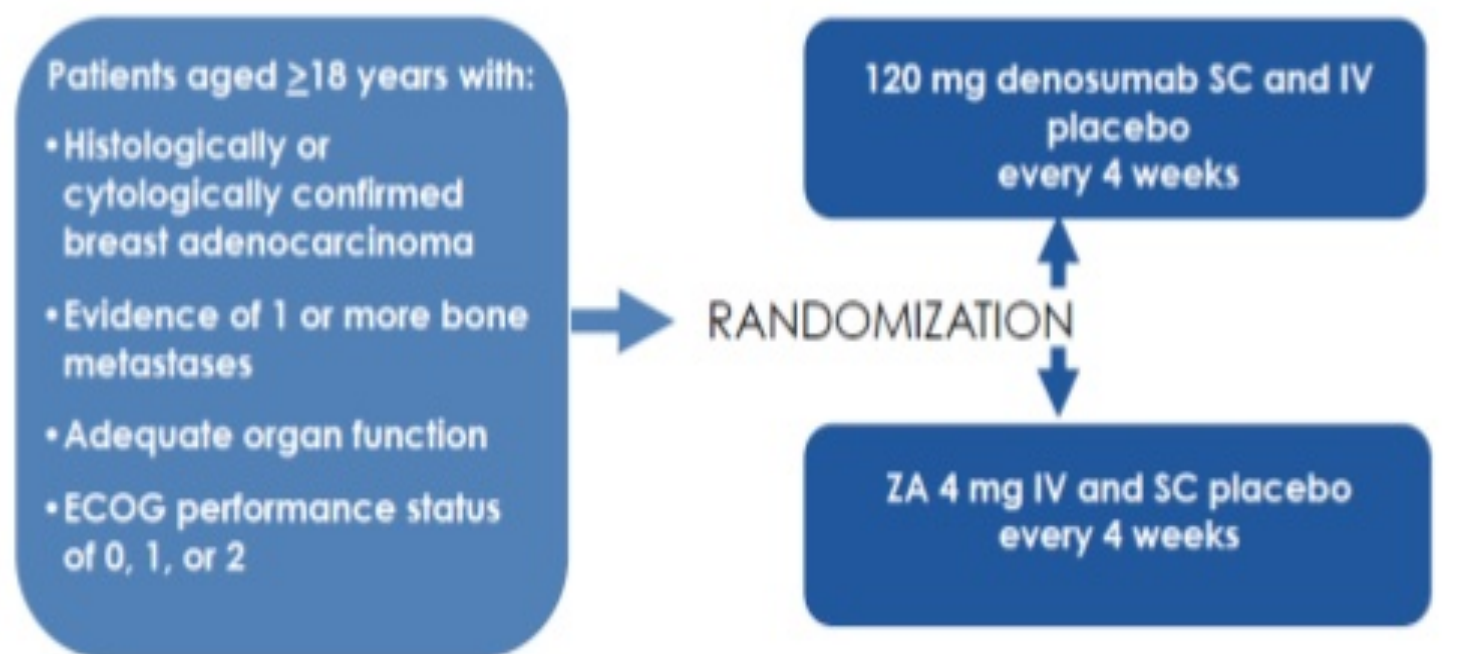 Patients aged ≥18 years with:
•Histologically or
cytologically confirmed
breast adenocarcinoma
•Evidence of 1 or more bone
metastases
•Adequate organ function
•ECOG performance status
of 0, 1, or 2
RANDOMIZATION
120 mg denosumab SC and IV
placebo
every 4 weeks
ZA 4 mg IV and SC placebo
every 4 weeks